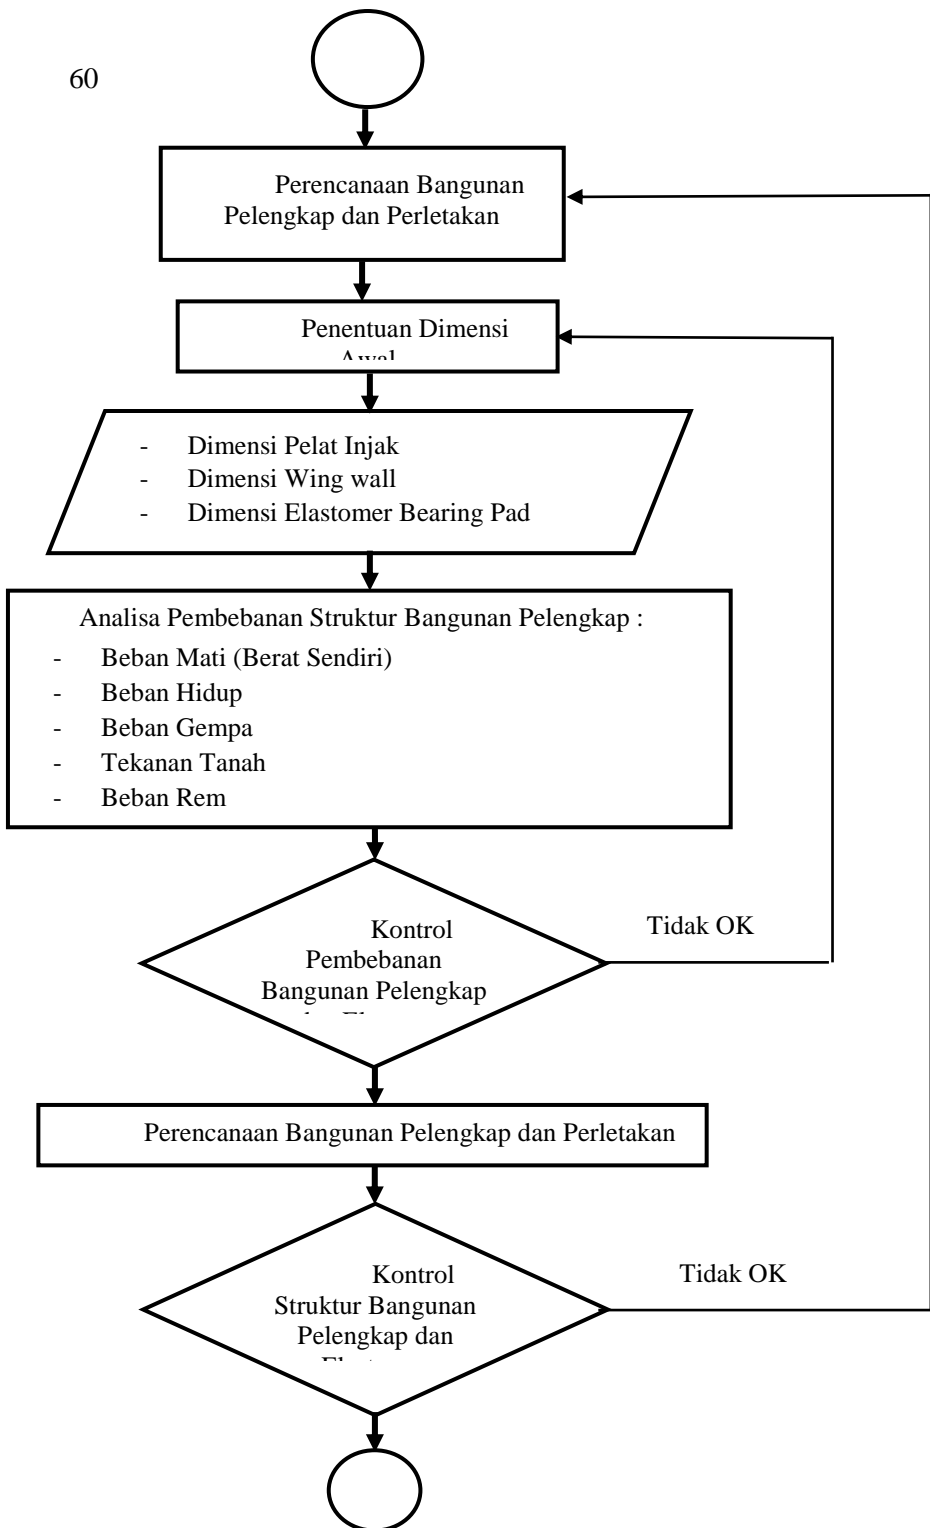 60
Perencanaan Bangunan
Pelengkap dan Perletakan
Penentuan Dimensi
Awal
- Dimensi Pelat Injak
- Dimensi Wing wall
- Dimensi Elastomer Bearing Pad
Analisa Pembebanan Struktur Bangunan Pelengkap :
- Beban Mati (Berat Sendiri)
- Beban Hidup
- Beban Gempa
- Tekanan Tanah
- Beban Rem
Kontrol
Pembebanan
Bangunan Pelengkap
Tidak OK
Perencanaan Bangunan Pelengkap dan Perletakan
Kontrol
Struktur Bangunan
Pelengkap dan
Tidak OK